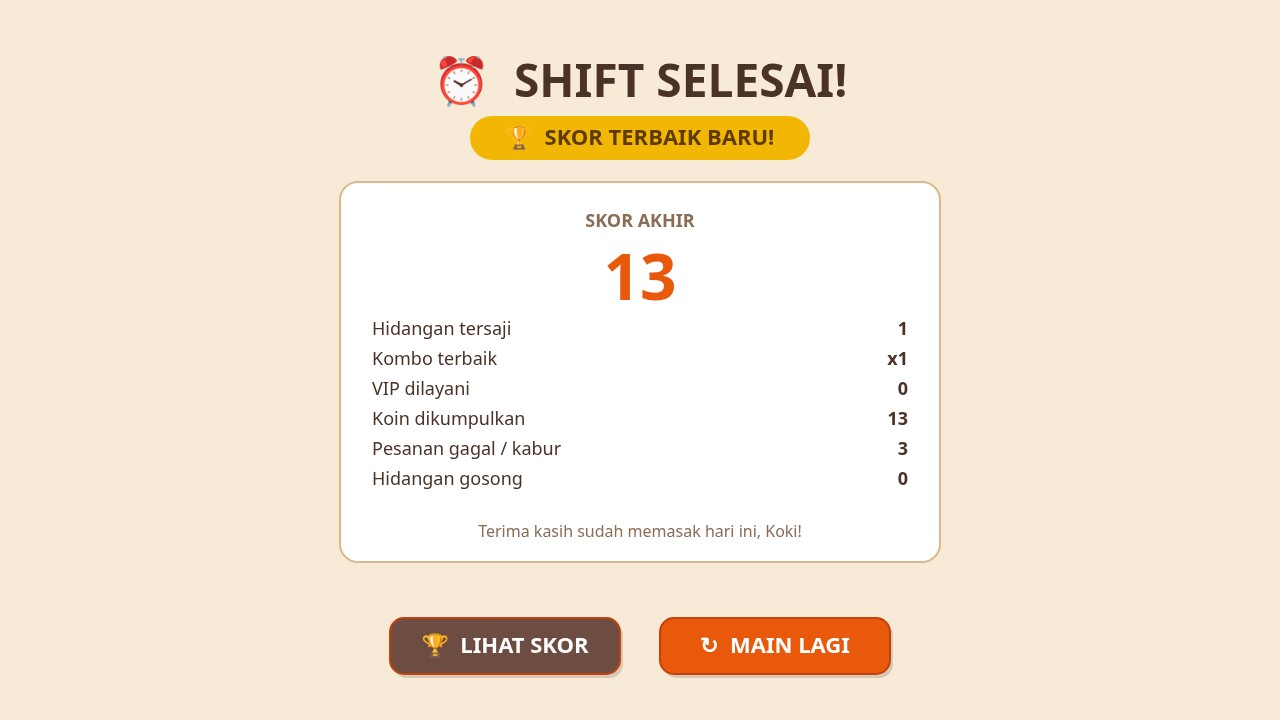 SHIFT SELESAI!
SKOR TERBAIK BARU!
SKOR AKHIR
13
Hidangan tersaji 1
Kombo terbaik x1
VIP dilayani 0
Koin dikumpulkan 13
Pesanan gagal / kabur 3
Hidangan gosong 0
Terima kasih sudah memasak hari ini, Koki!
LIHAT SKOR
↻ MAIN LAGI